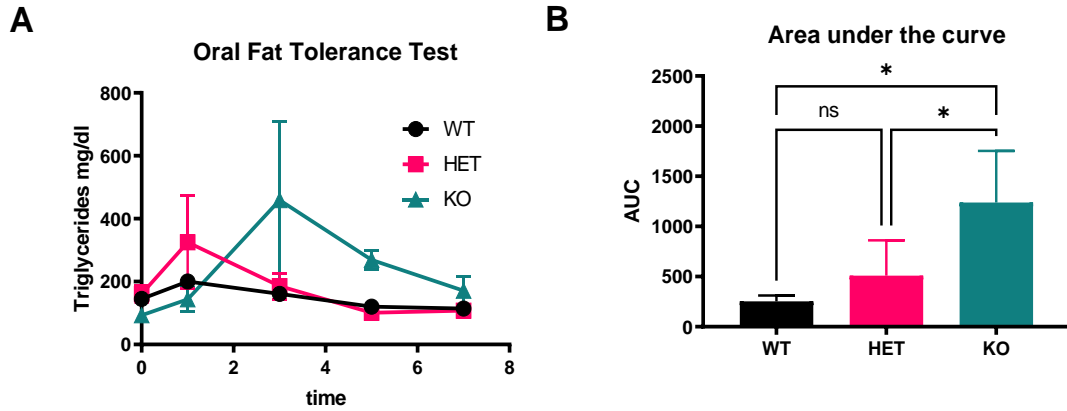 A
Oral Fat Tolerance Test
Triglycerides mg/dl
800
600
400
200
0
0 2 4 6 8
time
WT
HET
KO
B
Area under the curve
AUC
2500
2000
1500
1000
500
0
*
ns *
WT HET KO